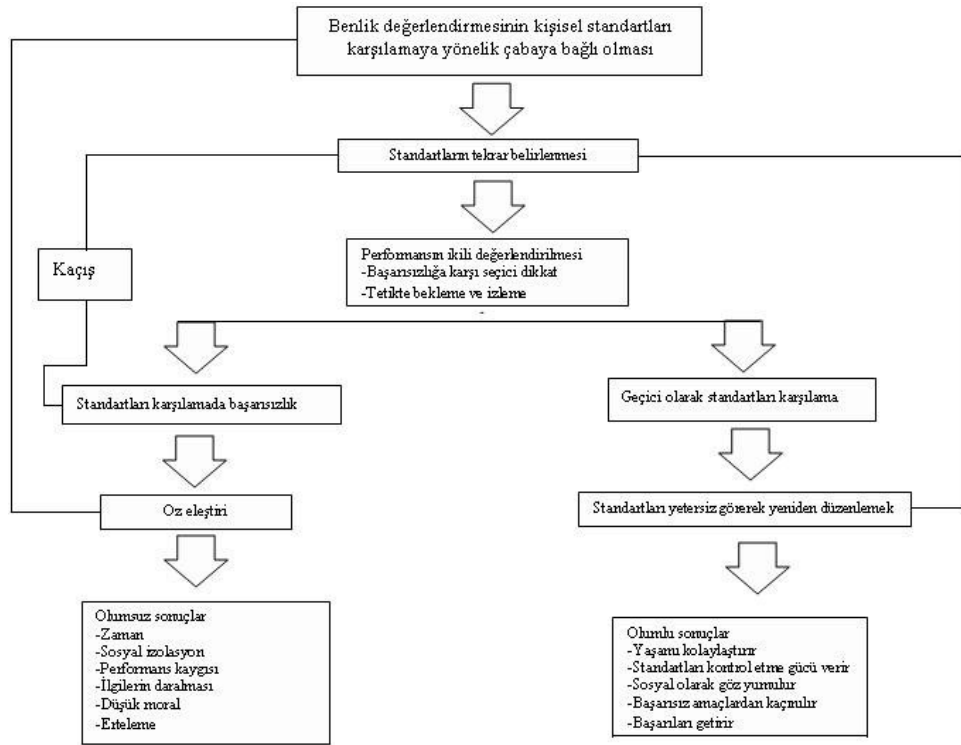 Benlik değerlendirmesinin kişisel standartları
karşılamaya yönelik çabaya bağlı olması
Standartların tekrar belirlenmesi
Kaçış
Performansın ikili değerlendirilmesi
-Başarısızlığa karşı seçici dikkat
-Tetikte bekleme ve izleme
-
Standartları karşılamada başarısızlık
Geçici olarak standartları karşılama
Oz eleştiri
Standartları yetersiz görerek yeniden düzenlemek
Olumsuz sonuçlar
-Zaman
-Sosyal izolasyon
-Performans kaygısı
-İlgilerin daralması
-Düşük moral
-Erteleme
Olumlu sonuçlar
-Yaşamı kolaylaştırır
-Standartları kontrol etme gücü verir
-Sosyal olarak göz yumulur
-Başarısız amaçlardan kaçınılır
-Başarıları getirir